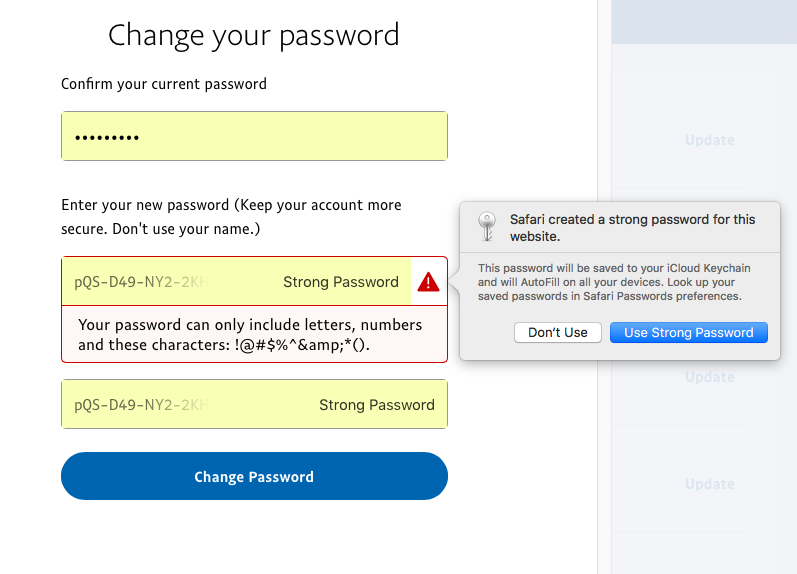 Change your password
Confirm your current password
•••••••••
Enter your new password (Keep your account more
secure. Don't use your name.)
pQS-D49-NY2-2KH Strong Password
Your password can only include letters, numbers
and these characters: !@#$%^&amp;*().
pQS-D49-NY2-2KH Strong Password
Change Password
Safari created a strong password for this
website.
This password will be saved to your iCloud Keychain
and will AutoFill on all your devices. Look up your
saved passwords in Safari Passwords preferences.
Don’t Use
Use Strong Password
Update
Update
Update